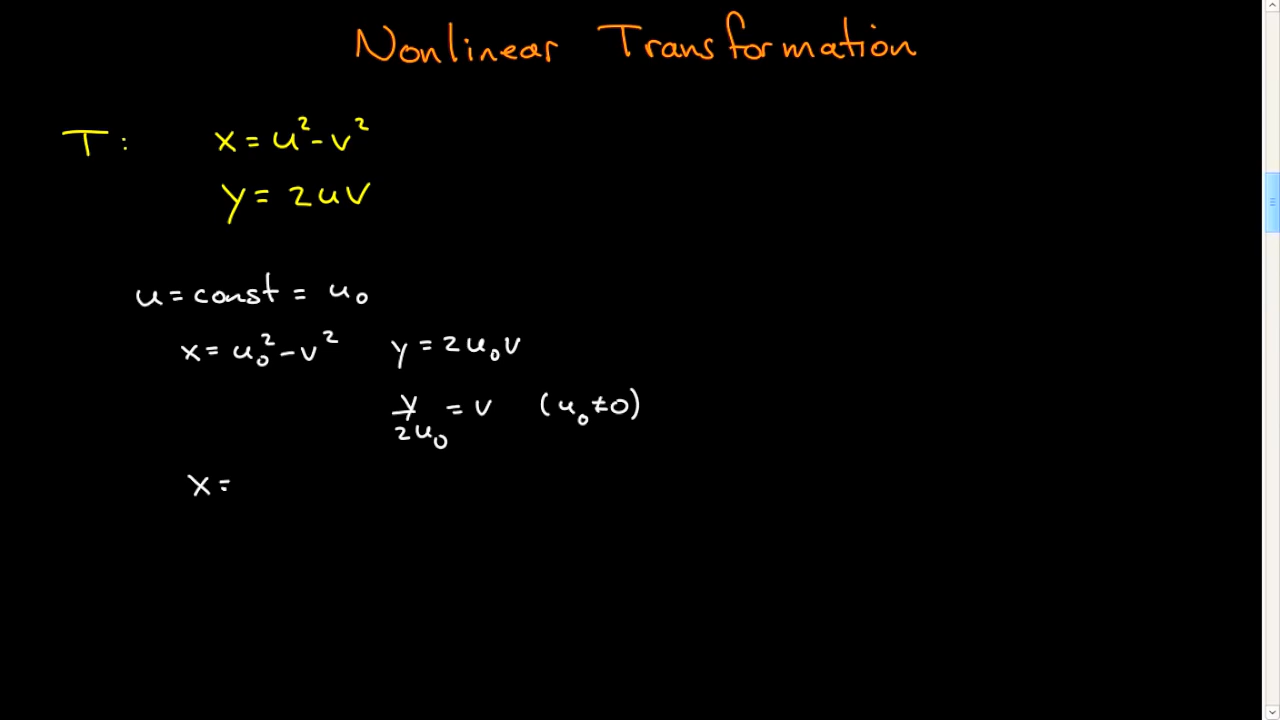 Nonlinear Transformation
T: x = u² - v²
y = 2uv
u = const = u₀
x = u₀² - v² y = 2u₀v
y/2u₀ = v (u₀ ≠ 0)
x =